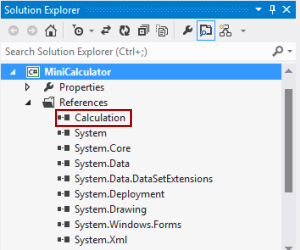 Solution Explorer
Search Solution Explorer (Ctrl+;)
C# MiniCalculator
Properties
References
Calculation
System
System.Core
System.Data
System.Data.DataSetExtensions
System.Deployment
System.Drawing
System.Windows.Forms
System.Xml